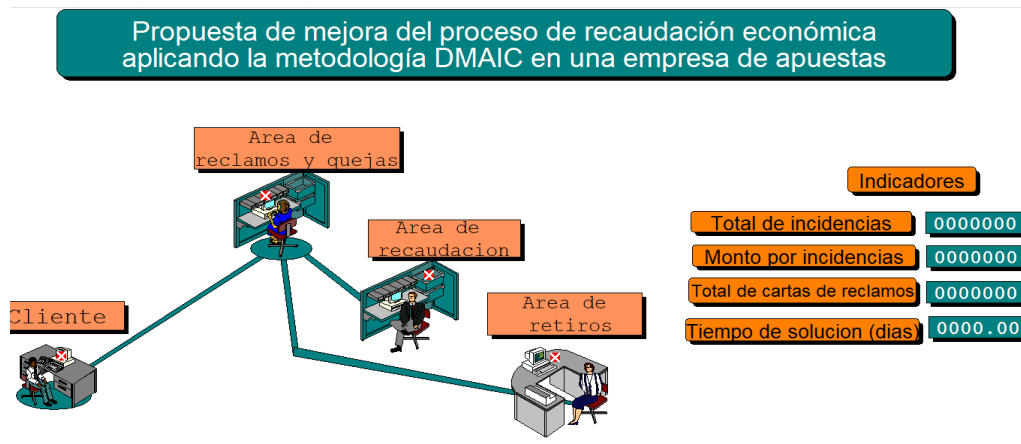 Propuesta de mejora del proceso de recaudación económica
aplicando la metodología DMAIC en una empresa de apuestas
Area de
reclamos y quejas
Area de
recaudacion
Area de
retiros
Cliente
Indicadores
Total de incidencias 0000000
Monto por incidencias 0000000
Total de cartas de reclamos 0000000
Tiempo de solucion (dias) 0000.00